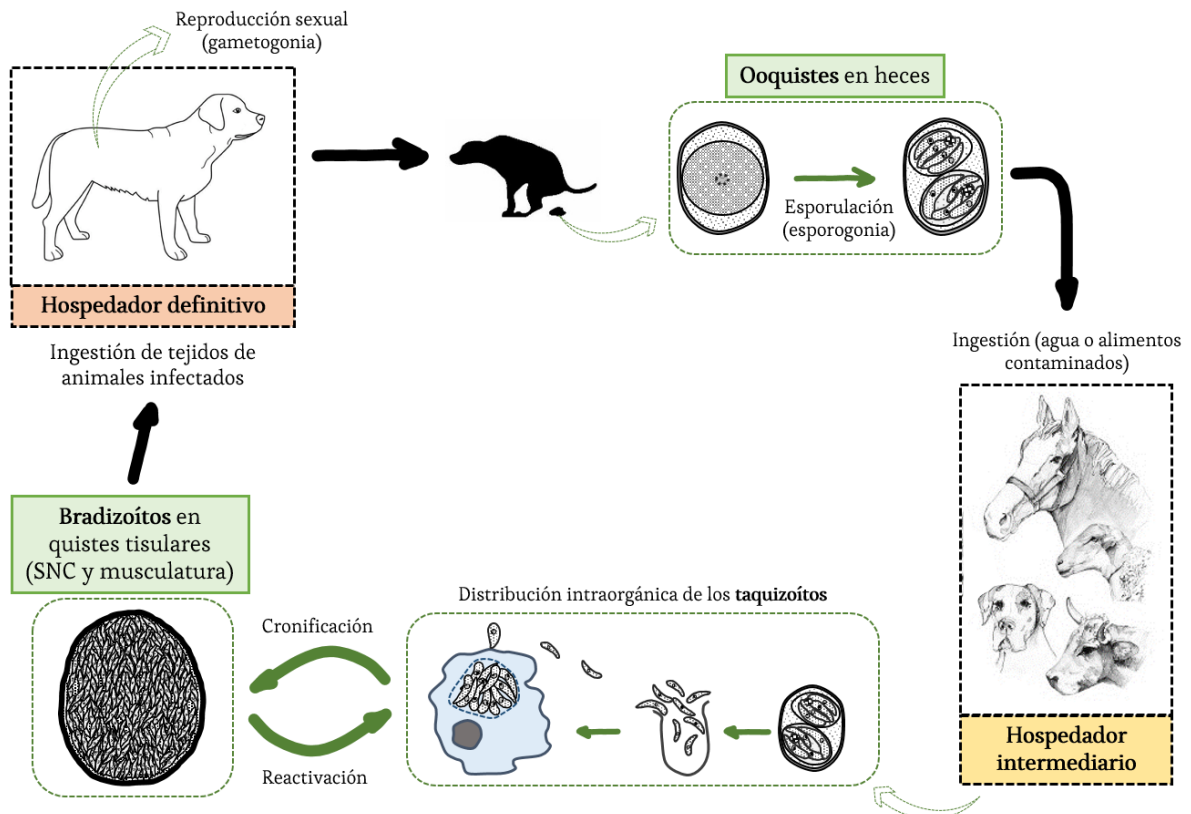 Reproducción sexual
(gametogonia)
Ooquistes en heces
Esporulación
(esporogonia)
Hospedador definitivo
Ingestión de tejidos de
animales infectados
Ingestión (agua o alimentos
contaminados)
Bradizoítos en
quistes tisulares
(SNC y musculatura)
Distribución intraorgánica de los taquizoítos
Cronificación
Reactivación
Hospedador
intermediario